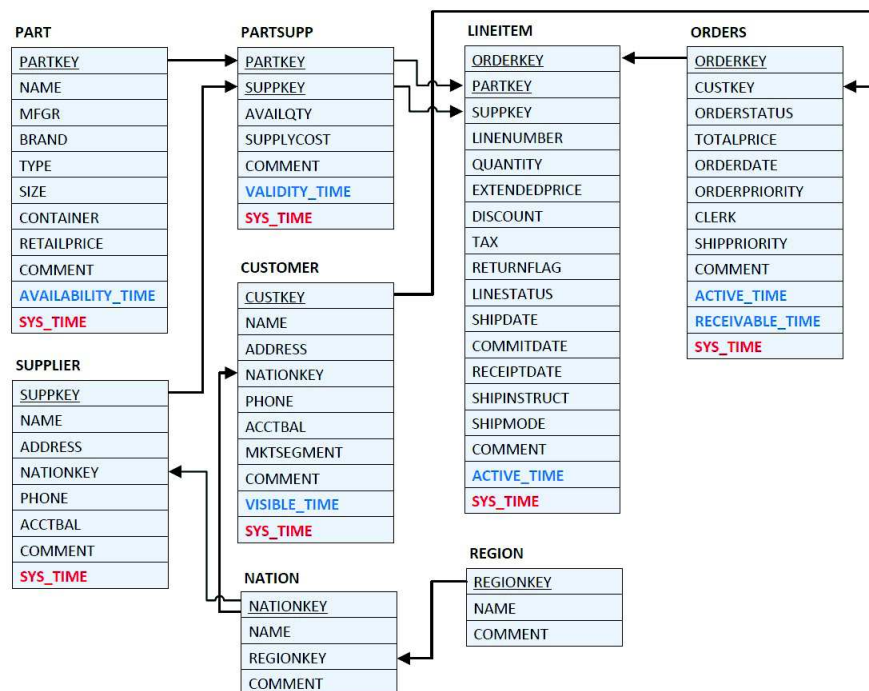 PART
PARTKEY
NAME
MFGR
BRAND
TYPE
SIZE
CONTAINER
RETAILPRICE
COMMENT
AVAILABILITY_TIME
SYS_TIME
PARTSUPP
PARTKEY
SUPPKEY
AVAILQTY
SUPPLYCOST
COMMENT
VALIDITY_TIME
SYS_TIME
LINEITEM
ORDERKEY
PARTKEY
SUPPKEY
LINENUMBER
QUANTITY
EXTENDEDPRICE
DISCOUNT
TAX
RETURNFLAG
LINESTATUS
SHIPDATE
COMMITDATE
RECEIPTDATE
SHIPINSTRUCT
SHIPMODE
COMMENT
ACTIVE_TIME
SYS_TIME
ORDERS
ORDERKEY
CUSTKEY
ORDERSTATUS
TOTALPRICE
ORDERDATE
ORDERPRIORITY
CLERK
SHIPPRIORITY
COMMENT
ACTIVE_TIME
RECEIVABLE_TIME
SYS_TIME
SUPPLIER
SUPPKEY
NAME
ADDRESS
NATIONKEY
PHONE
ACCTBAL
COMMENT
SYS_TIME
CUSTOMER
CUSTKEY
NAME
ADDRESS
NATIONKEY
PHONE
ACCTBAL
MKTSEGMENT
COMMENT
VISIBLE_TIME
SYS_TIME
NATION
NATIONKEY
NAME
REGIONKEY
COMMENT
REGION
REGIONKEY
NAME
COMMENT